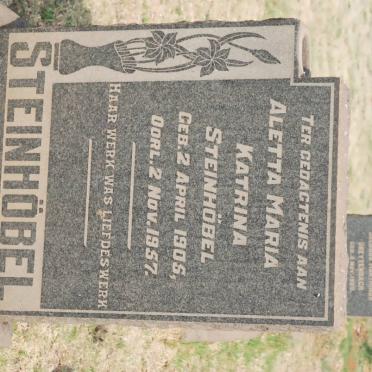 TER GEDACTENIS AAN
ALETTA MARIA
KATRINA
STEINHÖBEL
GEB. 2 APRIL 1905,
OORL. 2 NOV. 1957.
HAAR WERK WAS LIEFDESWERK
STEINHÖBEL